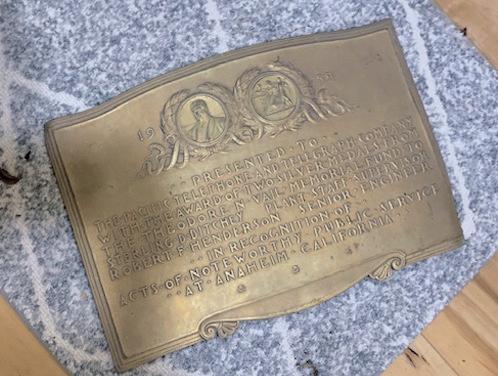 19
PRESENTED · TO
THE PACIFIC TELEPHONE AND TELEGRAPH COMPANY
WITH THE AWARD OF TWO SILVER MEDALS FROM
THE THEODORE N · VAIL MEMORIAL FUND TO
STERLING D DITCHEY PLANT STAFF SUPERVISOR
ROBERT F HENDERSON SENIOR ENGINEER
IN RECOGNITION OF
ACTS · OF · NOTEWORTHY · PUBLIC · SERVICE
AT · ANAHEIM · CALIFORNIA